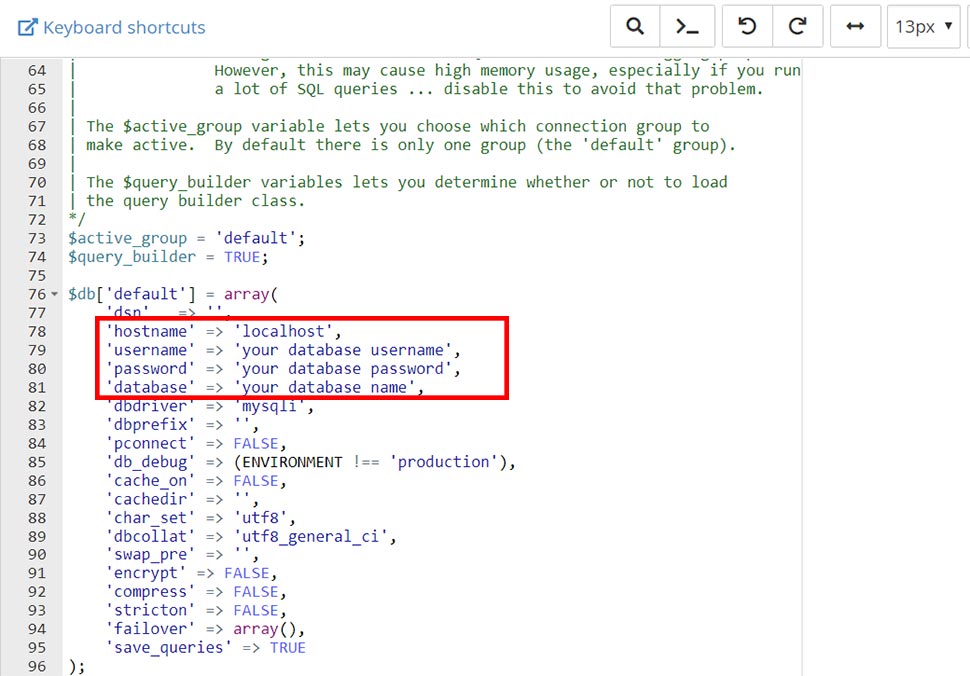 Keyboard shortcuts
13px
64 | However, this may cause high memory usage, especially if you run
65 | a lot of SQL queries ... disable this to avoid that problem.
66 |
67 | The $active_group variable lets you choose which connection group to
68 | make active.  By default there is only one group (the 'default' group).
69 |
70 | The $query_builder variables lets you determine whether or not to load
71 | the query builder class.
72 */
73 $active_group = 'default';
74 $query_builder = TRUE;
75
76 $db['default'] = array(
77 'dsn'   => '',
78 'hostname' => 'localhost',
79 'username' => 'your database username',
80 'password' => 'your database password',
81 'database' => 'your database name',
82 'dbdriver' => 'mysqli',
83 'dbprefix' => '',
84 'pconnect' => FALSE,
85 'db_debug' => (ENVIRONMENT !== 'production'),
86 'cache_on' => FALSE,
87 'cachedir' => '',
88 'char_set' => 'utf8',
89 'dbcollat' => 'utf8_general_ci',
90 'swap_pre' => '',
91 'encrypt' => FALSE,
92 'compress' => FALSE,
93 'stricton' => FALSE,
94 'failover' => array(),
95 'save_queries' => TRUE
96 );